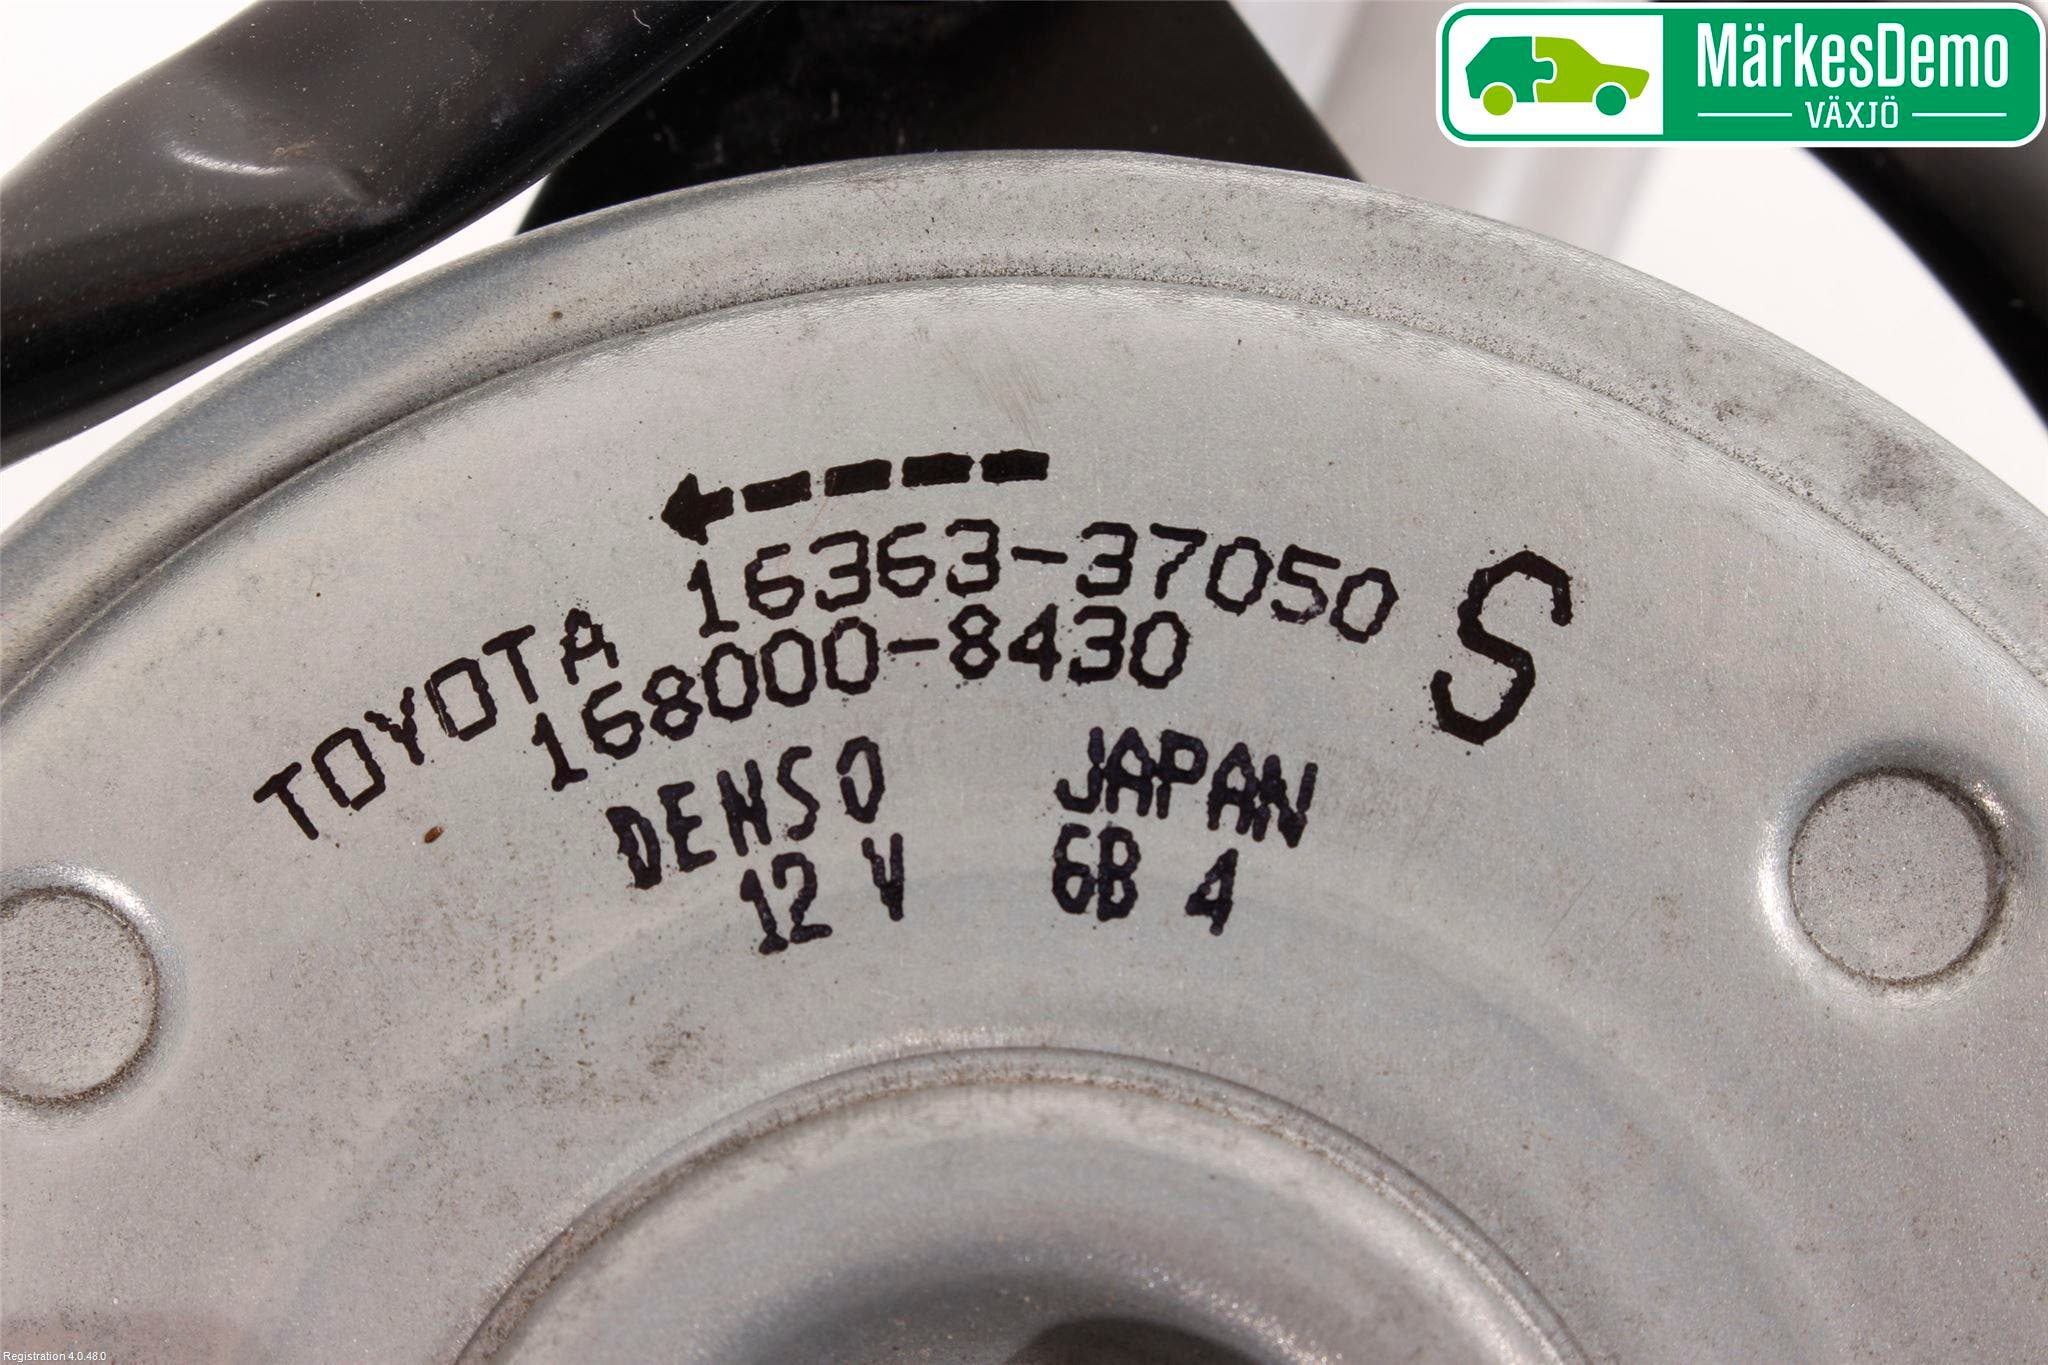 MärkesDemo
VÄXJÖ
TOYOTA 16363-37050 S
168000-8430
DENSO JAPAN
12 V 6B 4
Registration 4.0.48.0